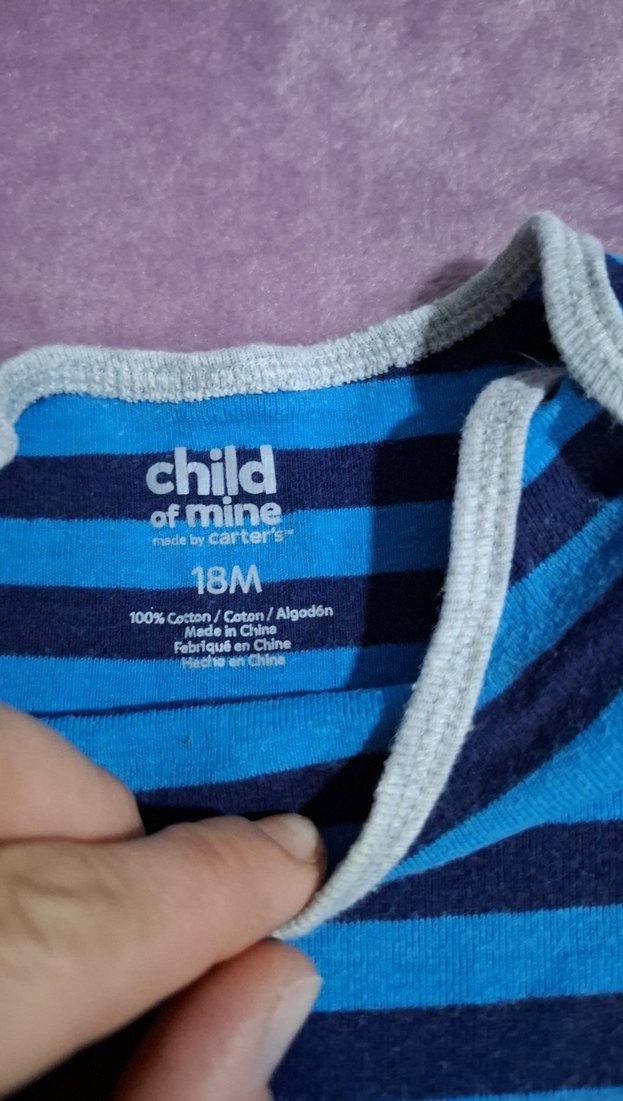 child
of mine
made by carter's™
18M
100% Cotton / Coton / Algodón
Made in China
Fabriqué en Chine
Hecho en China